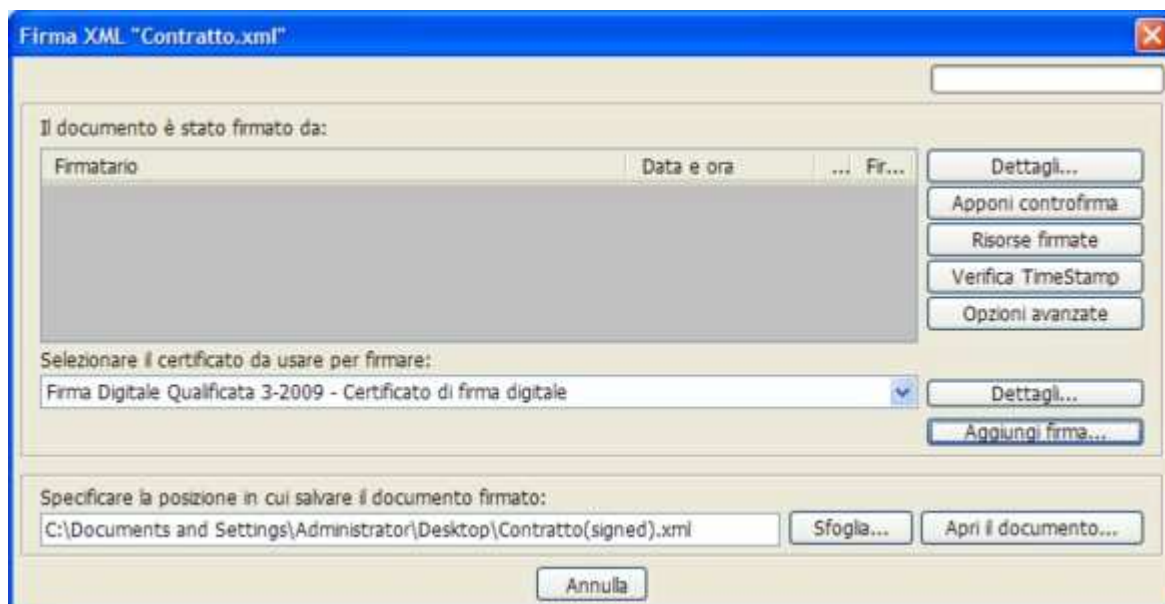 Firma XML "Contratto.xml"
Il documento è stato firmato da:
Firmatario Data e ora ... Fir...
Dettagli...
Apponi controfirma
Risorse firmate
Verifica TimeStamp
Opzioni avanzate
Selezionare il certificato da usare per firmare:
Firma Digitale Qualificata 3-2009 - Certificato di firma digitale
Dettagli...
Aggiungi firma...
Specificare la posizione in cui salvare il documento firmato:
C:\Documents and Settings\Administrator\Desktop\Contratto(signed).xml
Sfoglia...
Apri il documento...
Annulla